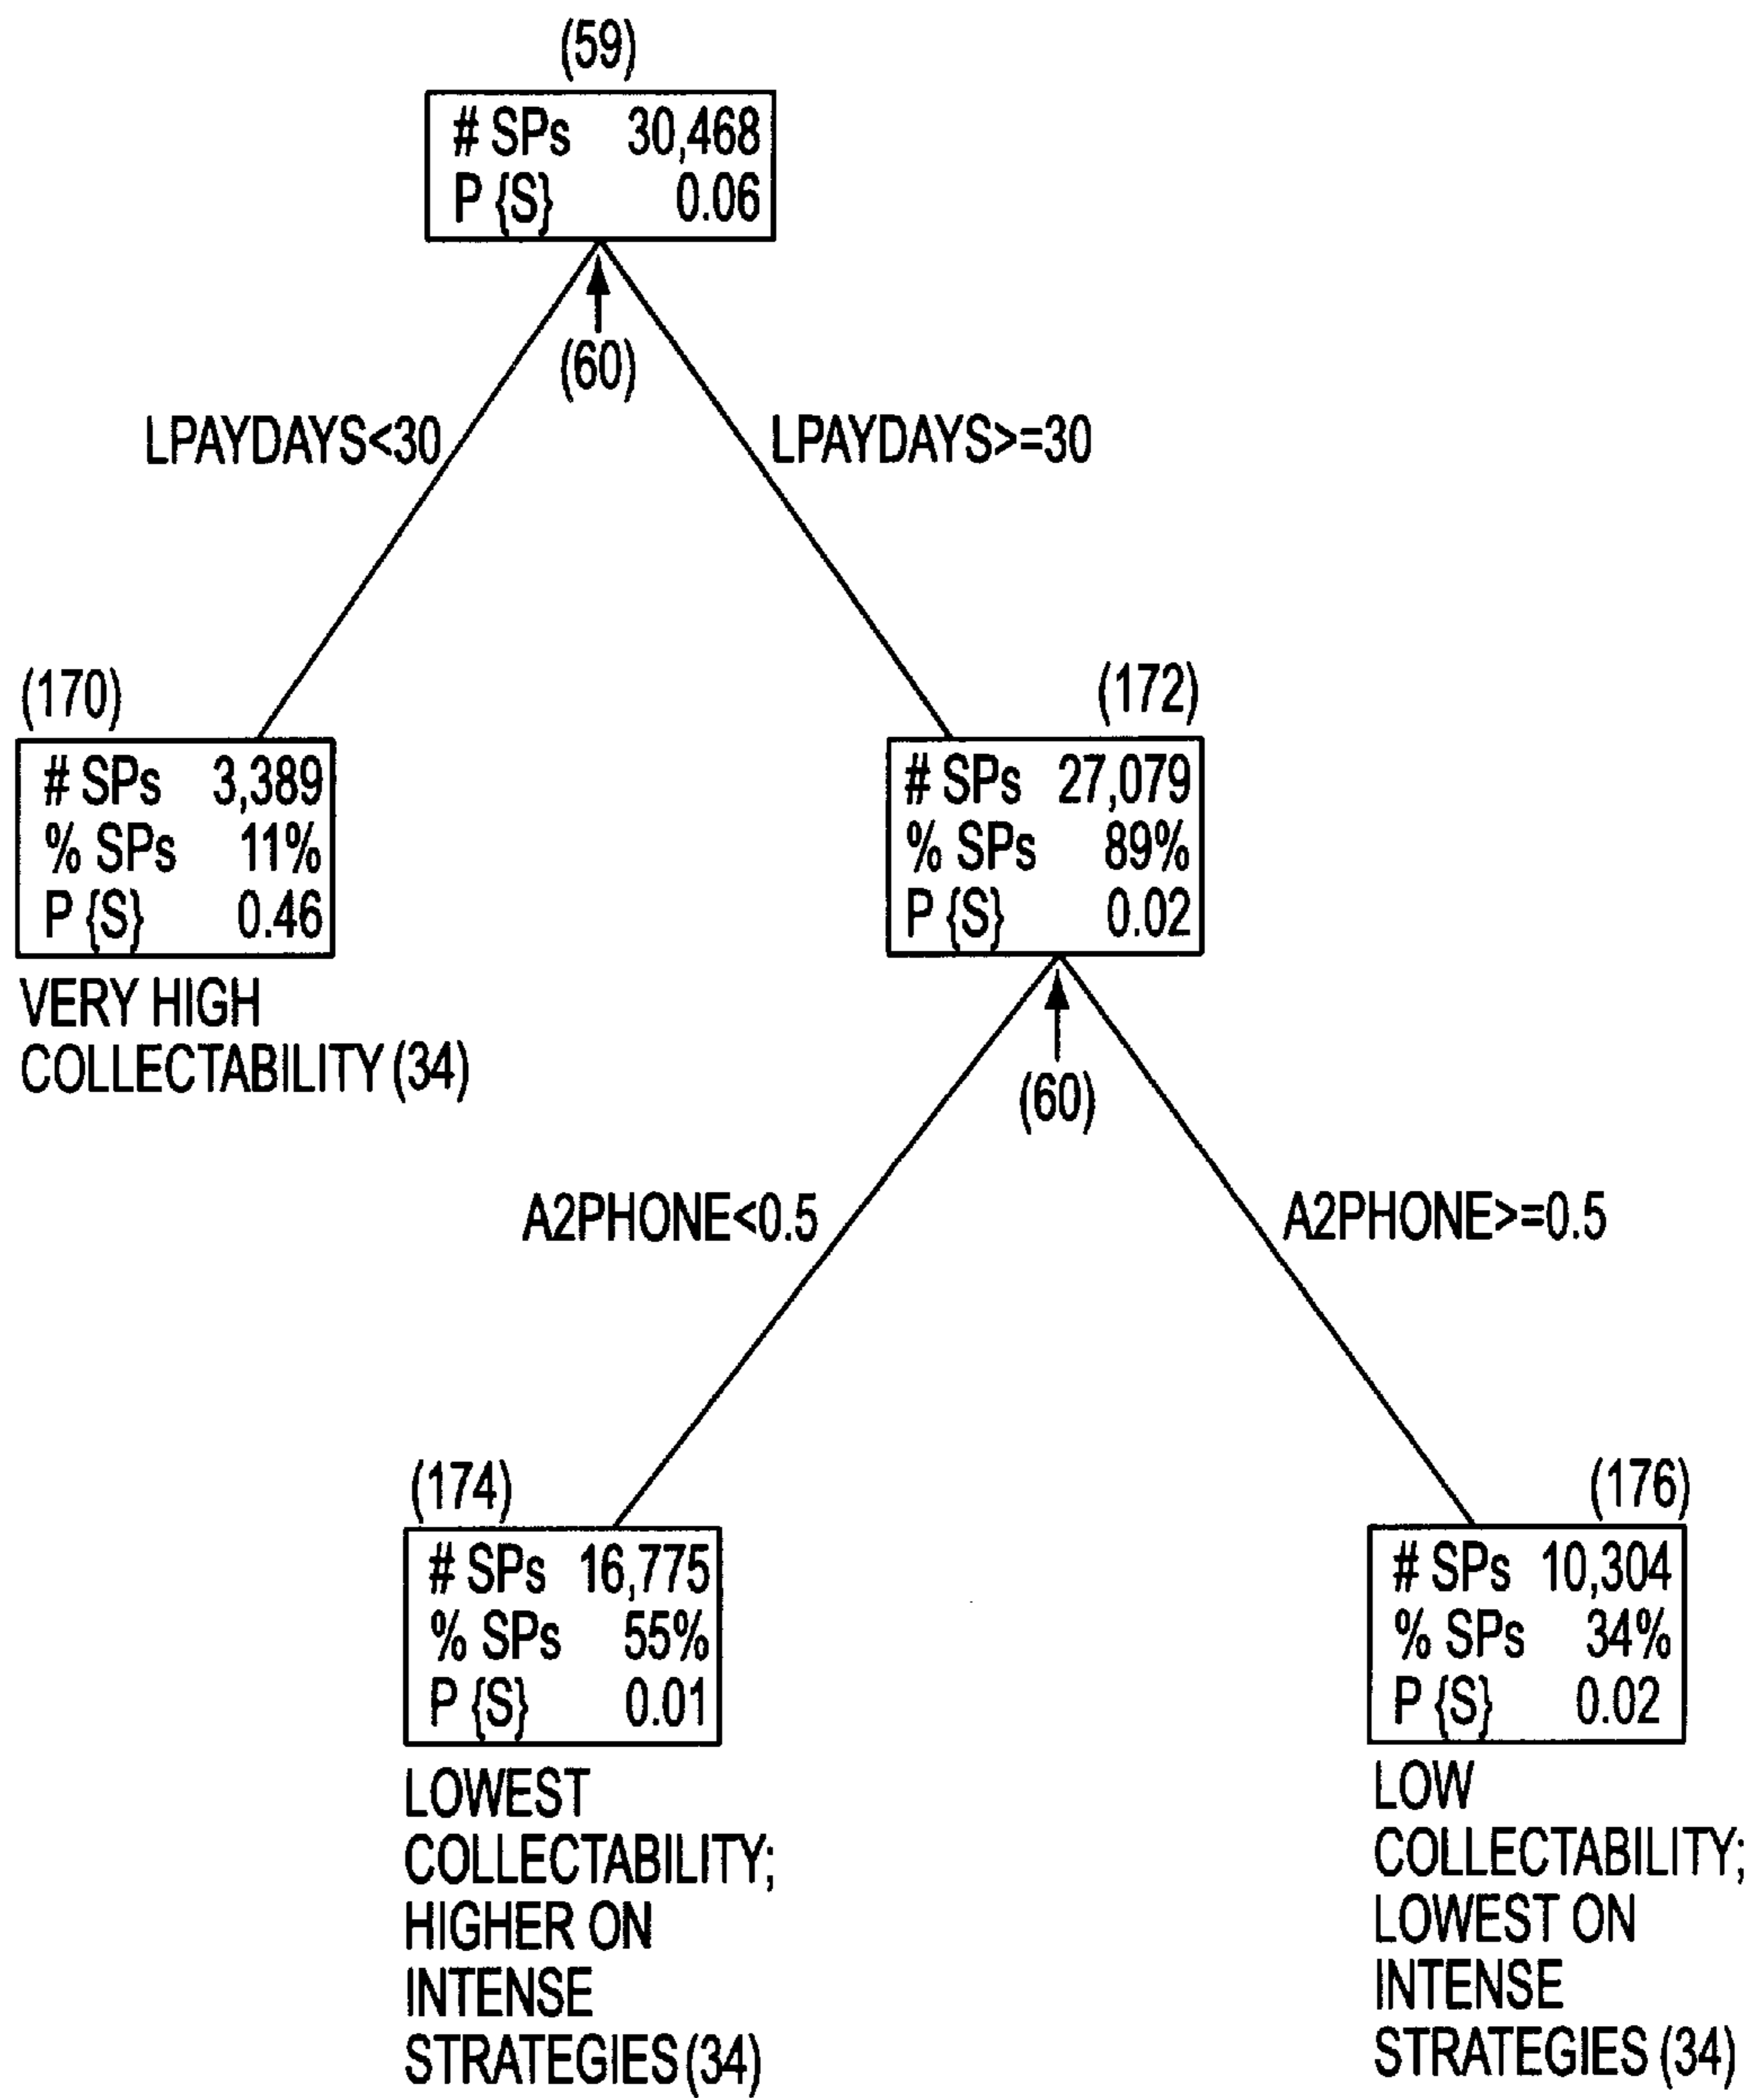 (59)
# SPs 30,468
P {S} 0.06
(60)
LPAYDAYS<30
LPAYDAYS>=30
(170)
# SPs 3,389
% SPs 11%
P {S} 0.46
VERY HIGH
COLLECTABILITY (34)
(172)
# SPs 27,079
% SPs 89%
P {S} 0.02
(60)
A2PHONE<0.5
A2PHONE>=0.5
(174)
# SPs 16,775
% SPs 55%
P {S} 0.01
LOWEST
COLLECTABILITY;
HIGHER ON
INTENSE
STRATEGIES (34)
(176)
# SPs 10,304
% SPs 34%
P {S} 0.02
LOW
COLLECTABILITY;
LOWEST ON
INTENSE
STRATEGIES (34)